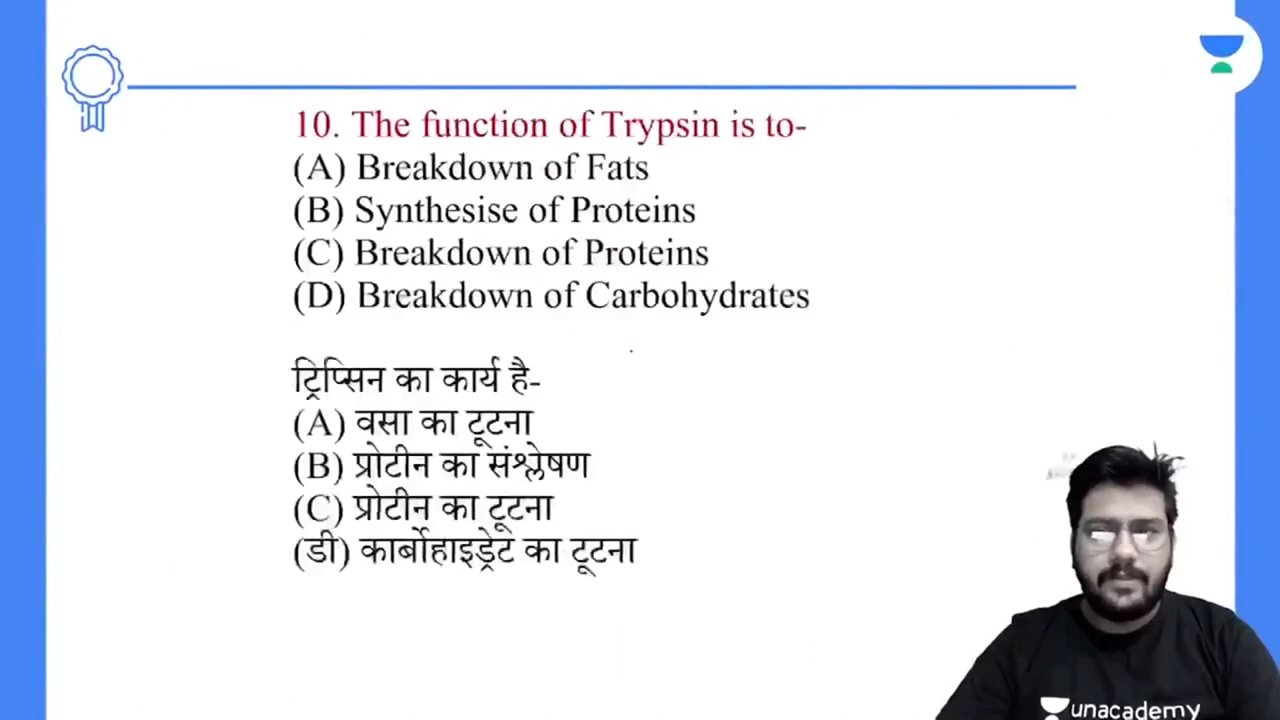 10. The function of Trypsin is to-
(A) Breakdown of Fats
(B) Synthesise of Proteins
(C) Breakdown of Proteins
(D) Breakdown of Carbohydrates
ट्रिप्सिन का कार्य है-
(A) वसा का टूटना
(B) प्रोटीन का संश्लेषण
(C) प्रोटीन का टूटना
(डी) कार्बोहाइड्रेट का टूटना
unacademy